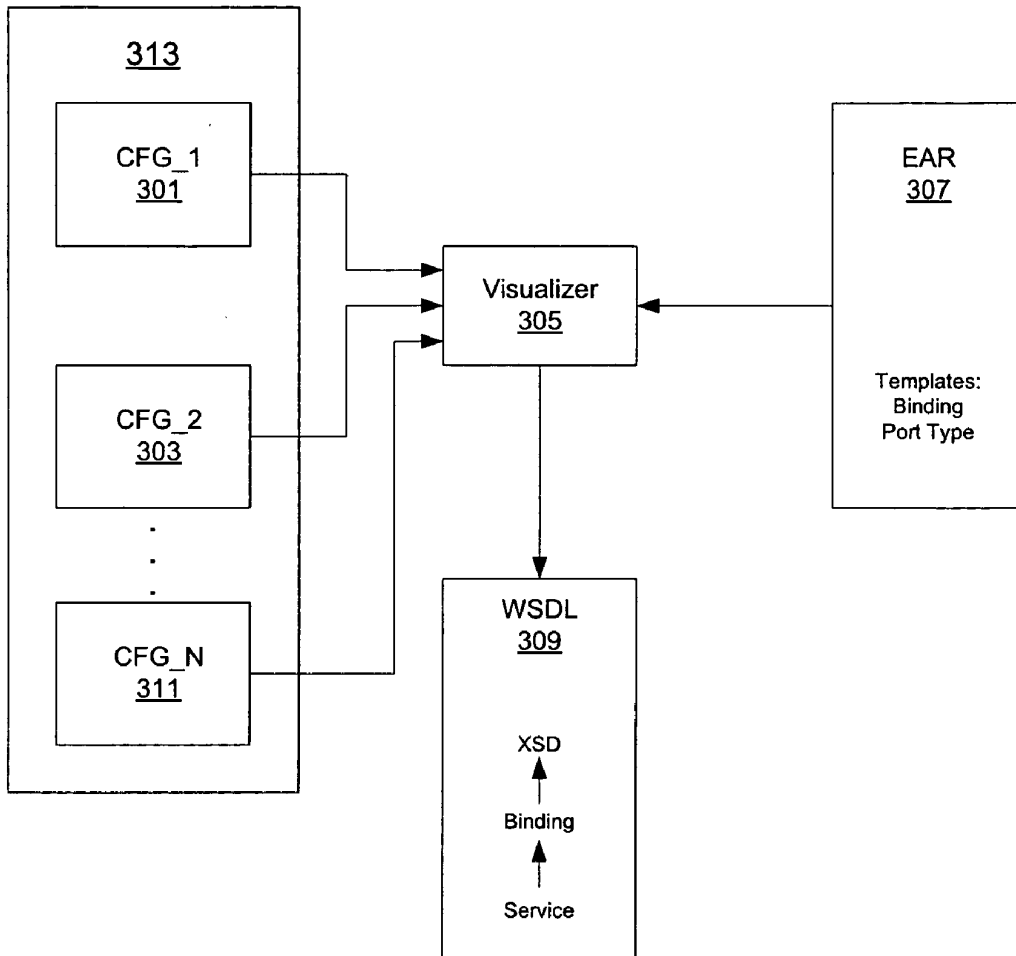 313
CFG_1
301
CFG_2
303
.
.
.
CFG_N
311
Visualizer
305
EAR
307
Templates:
Binding
Port Type
WSDL
309
XSD
Binding
Service